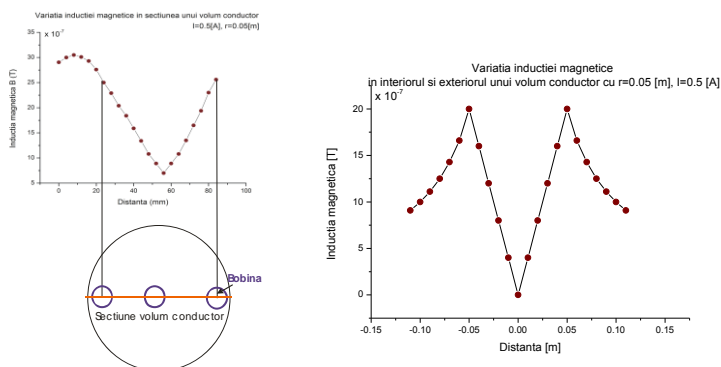 Variatia inductiei magnetice in sectiunea unui volum conductor
I=0.5[A], r=0.05[m]
35
x 10⁻⁷
30
25
20
15
10
5
Inductia magnetica B (T)
0
20
40
60
80
100
Distanta (mm)
Bobina
Sectiune volum conductor
Variatia inductiei magnetice
in interiorul si exteriorul unui volum conductor cu r=0.05 [m], I=0.5 [A]
x 10⁻⁷
20
15
10
5
0
Inductia magnetica [T]
-0.15
-0.10
-0.05
0.00
0.05
0.10
0.15
Distanta [m]